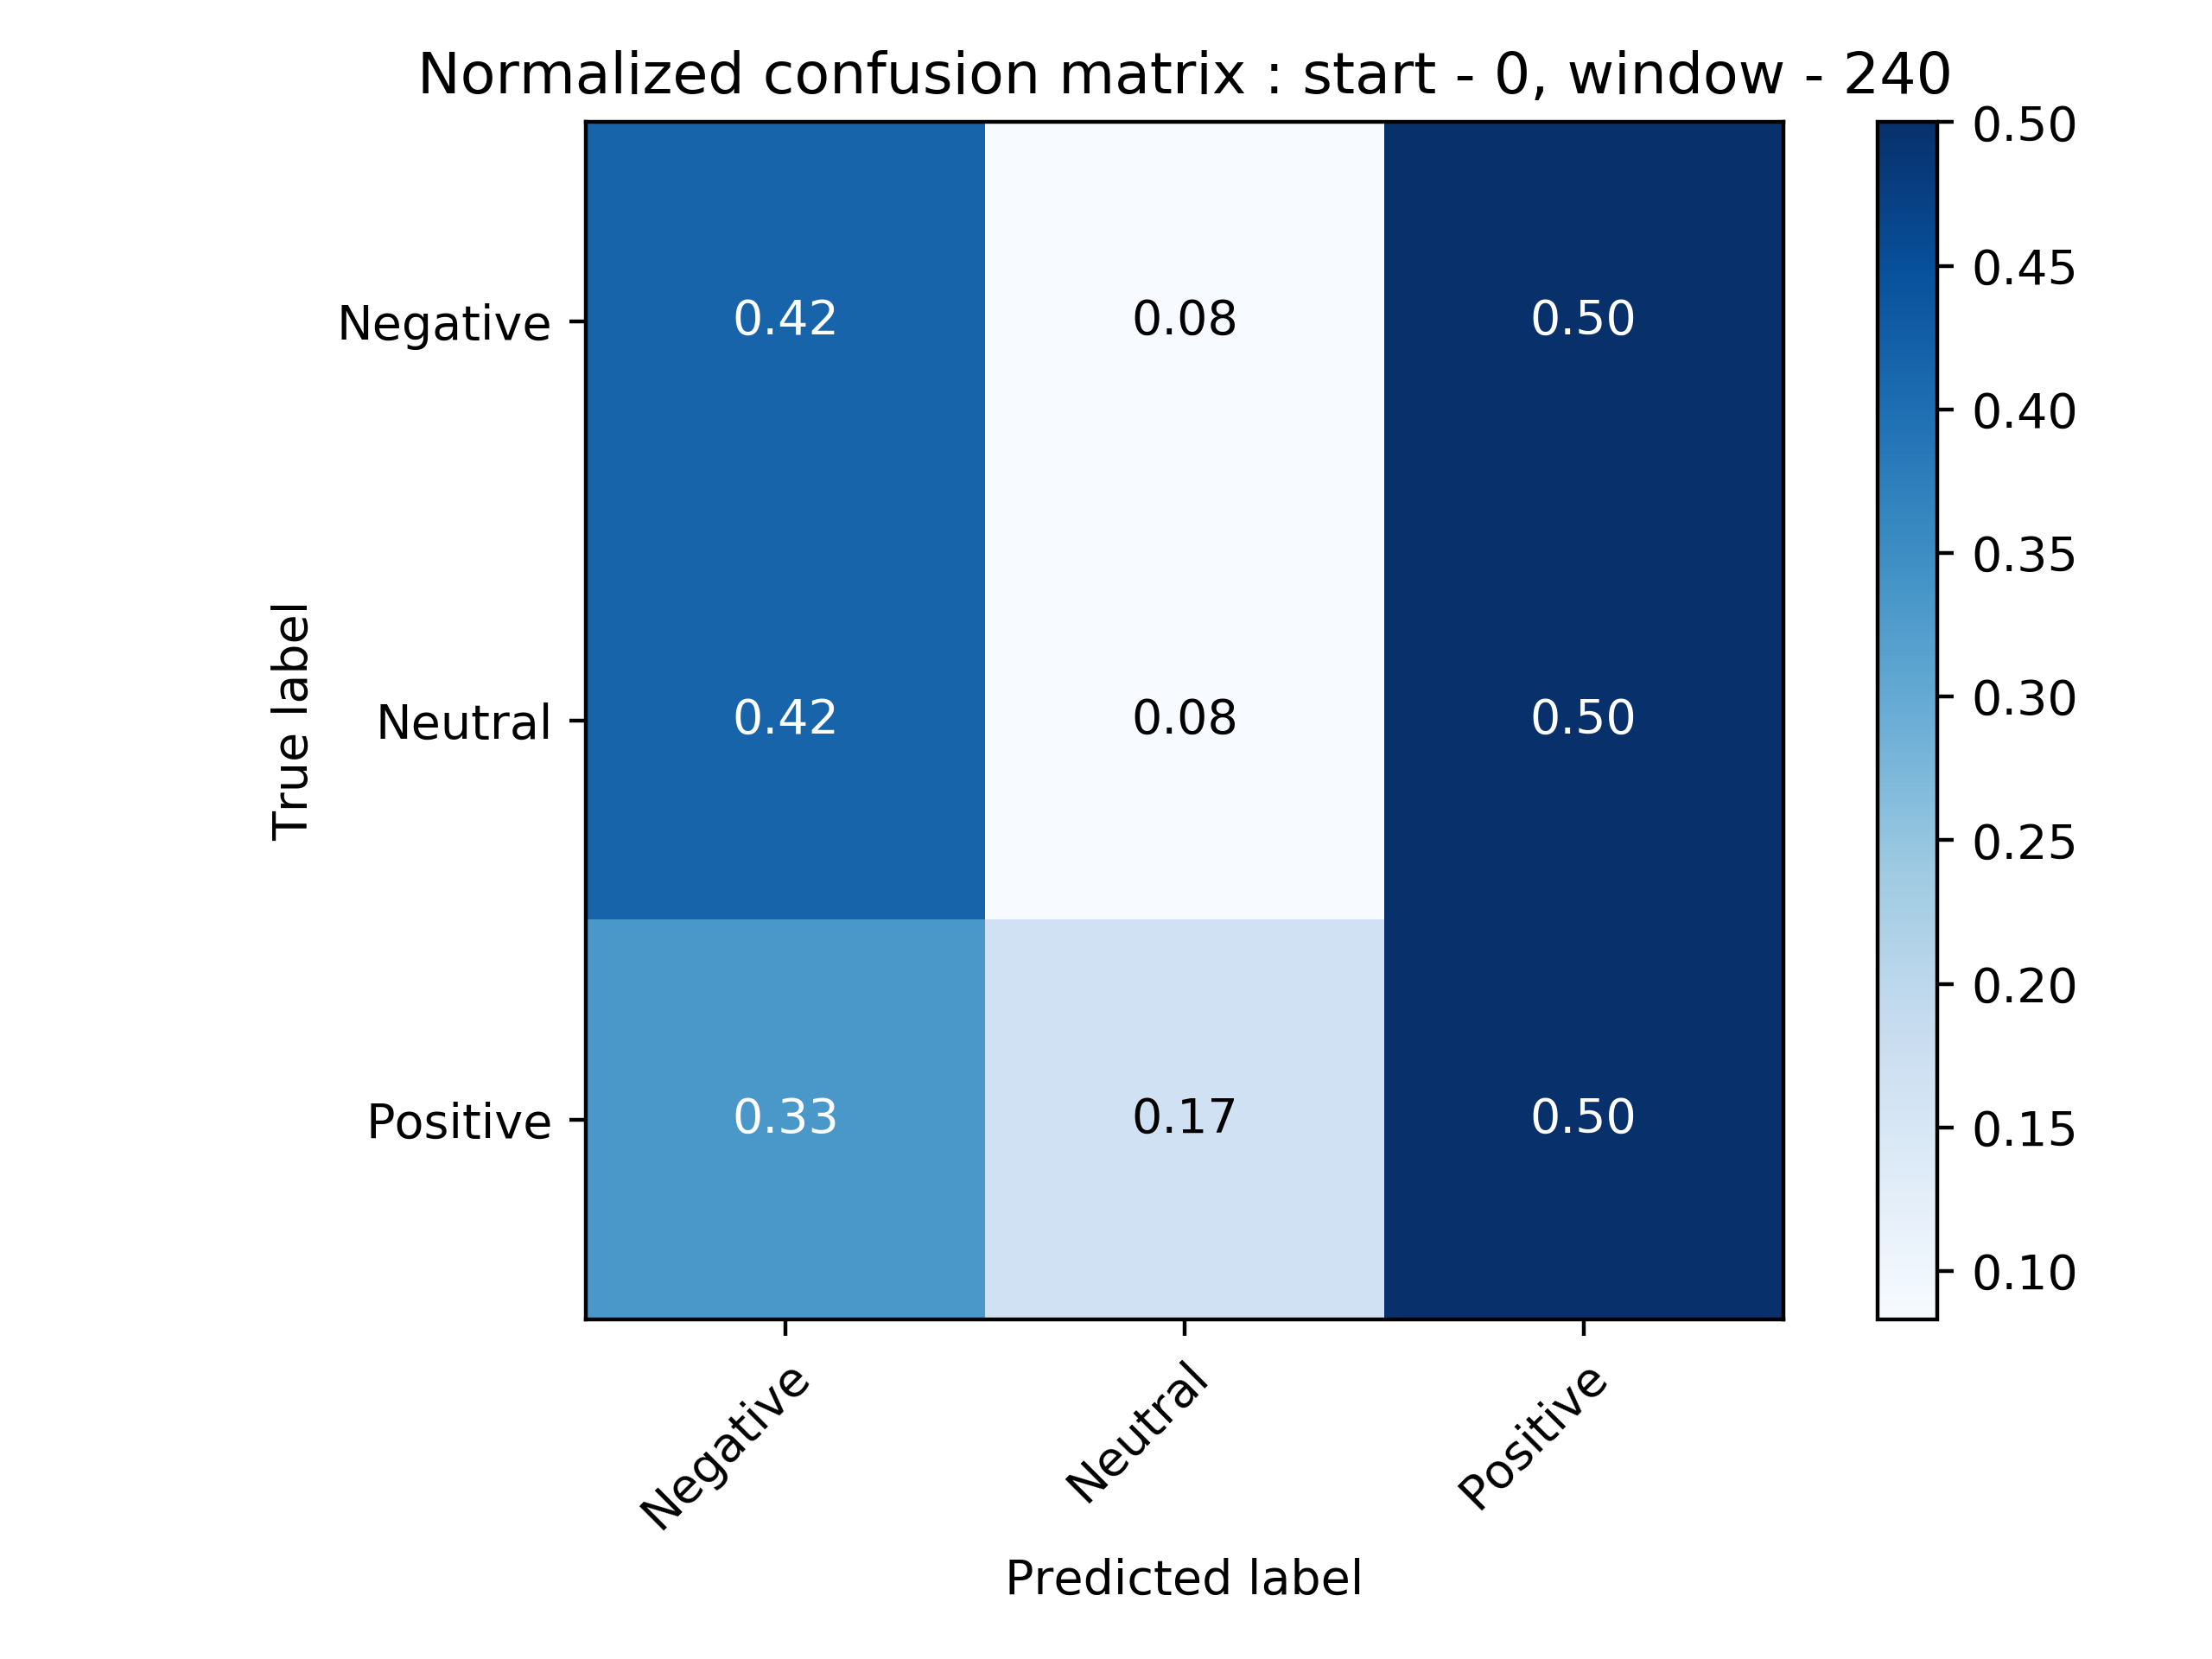 Normalized confusion matrix : start - 0, window - 240
0.50
0.45
0.40
0.35
0.30
0.25
0.20
0.15
0.10
True label
Negative 0.42 0.08 0.50
Neutral 0.42 0.08 0.50
Positive 0.33 0.17 0.50
Negative Neutral Positive
Predicted label